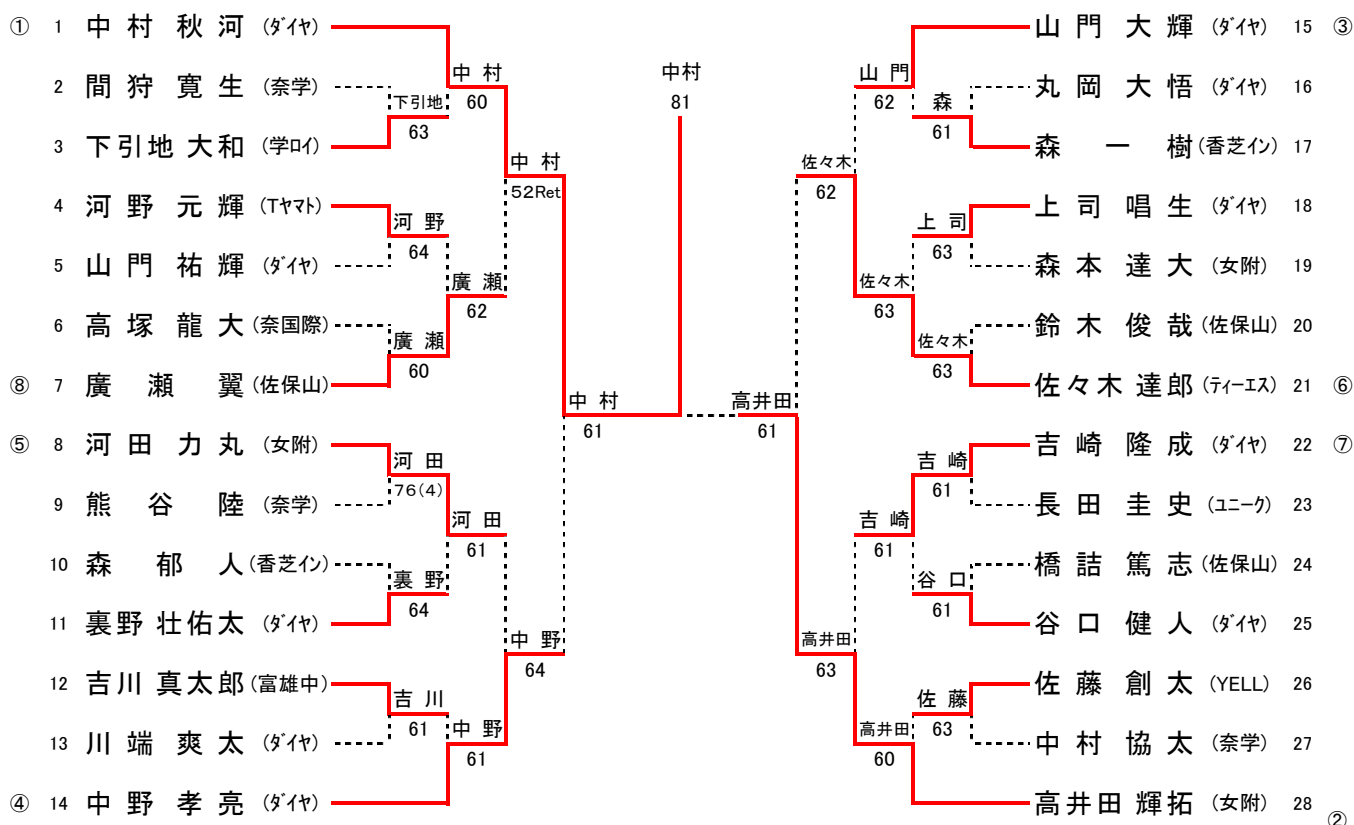 ① 1 中村 秋河 (ダイヤ)
2 間狩 寛生 (奈学)
3 下引地 大和 (学ロイ)
4 河野 元輝 (Tヤマト)
5 山門 祐輝 (ダイヤ)
6 高塚 龍大 (奈国際)
⑧ 7 廣瀬 翼 (佐保山)
⑤ 8 河田 力丸 (女附)
9 熊谷 陸 (奈学)
10 森 郁人 (香芝イン)
11 裏野 壮佑太 (ダイヤ)
12 吉川 真太郎 (富雄中)
13 川端 爽太 (ダイヤ)
④ 14 中野 孝亮 (ダイヤ)
下引地
63
河野
64
廣瀬
60
河田
76(4)
裏野
64
吉川
61
中村
60
廣瀬
62
河田
61
中野
61
中村
52Ret
中野
64
中村
61
中村
81
高井田
61
佐々木
62
高井田
63
山門
62
佐々木
63
吉崎
61
高井田
60
森
61
上司
63
佐々木
63
吉崎
61
谷口
61
佐藤
63
山門 大輝 (ダイヤ) 15 ③
丸岡 大悟 (ダイヤ) 16
森 一樹 (香芝イン) 17
上司 唱生 (ダイヤ) 18
森本 達大 (女附) 19
鈴木 俊哉 (佐保山) 20
佐々木 達郎 (ティーエス) 21 ⑥
吉崎 隆成 (ダイヤ) 22 ⑦
長田 圭史 (ユニーク) 23
橋詰 篤志 (佐保山) 24
谷口 健人 (ダイヤ) 25
佐藤 創太 (YELL) 26
中村 協太 (奈学) 27
高井田 輝拓 (女附) 28 ②